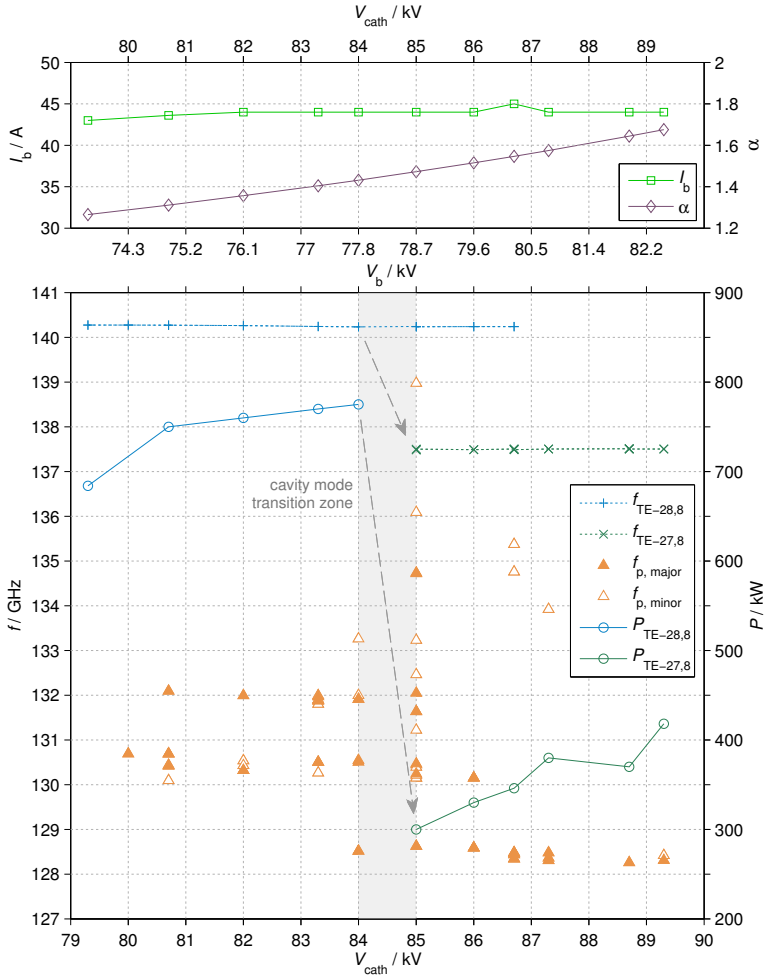 V_cath / kV
80 81 82 83 84 85 86 87 88 89
50 2
45 1.8
40 1.6
35 1.4
30 1.2
I_b / A
α
I_b
α
74.3 75.2 76.1 77 77.8 78.7 79.6 80.5 81.4 82.2
V_b / kV
141 900
140
139 800
138
137 700
136
135 600
134
133 500
132
131 400
130
129 300
128
127 200
f / GHz
P / kW
cavity mode
transition zone
f_TE−28,8
f_TE−27,8
f_p, major
f_p, minor
P_TE−28,8
P_TE−27,8
79 80 81 82 83 84 85 86 87 88 89 90
V_cath / kV